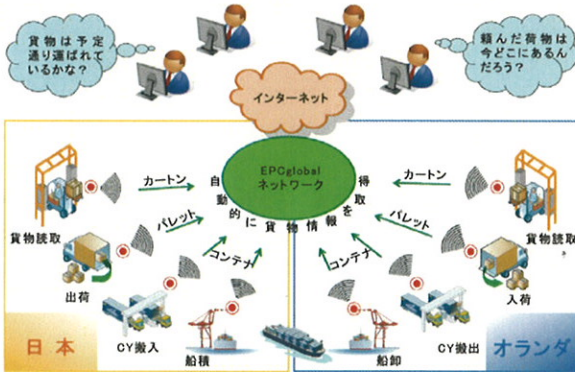 貨物は予定
通り運ばれて
いるかな？
頼んだ荷物は
今どこにあるん
だろう？
インターネット
EPCglobal
ネットワーク
自動的に貨物情報を取得
カートン
パレット
コンテナ
貨物読取
出荷
CY搬入
船積
日本
カートン
パレット
コンテナ
貨物読取
入荷
CY搬出
船卸
オランダ